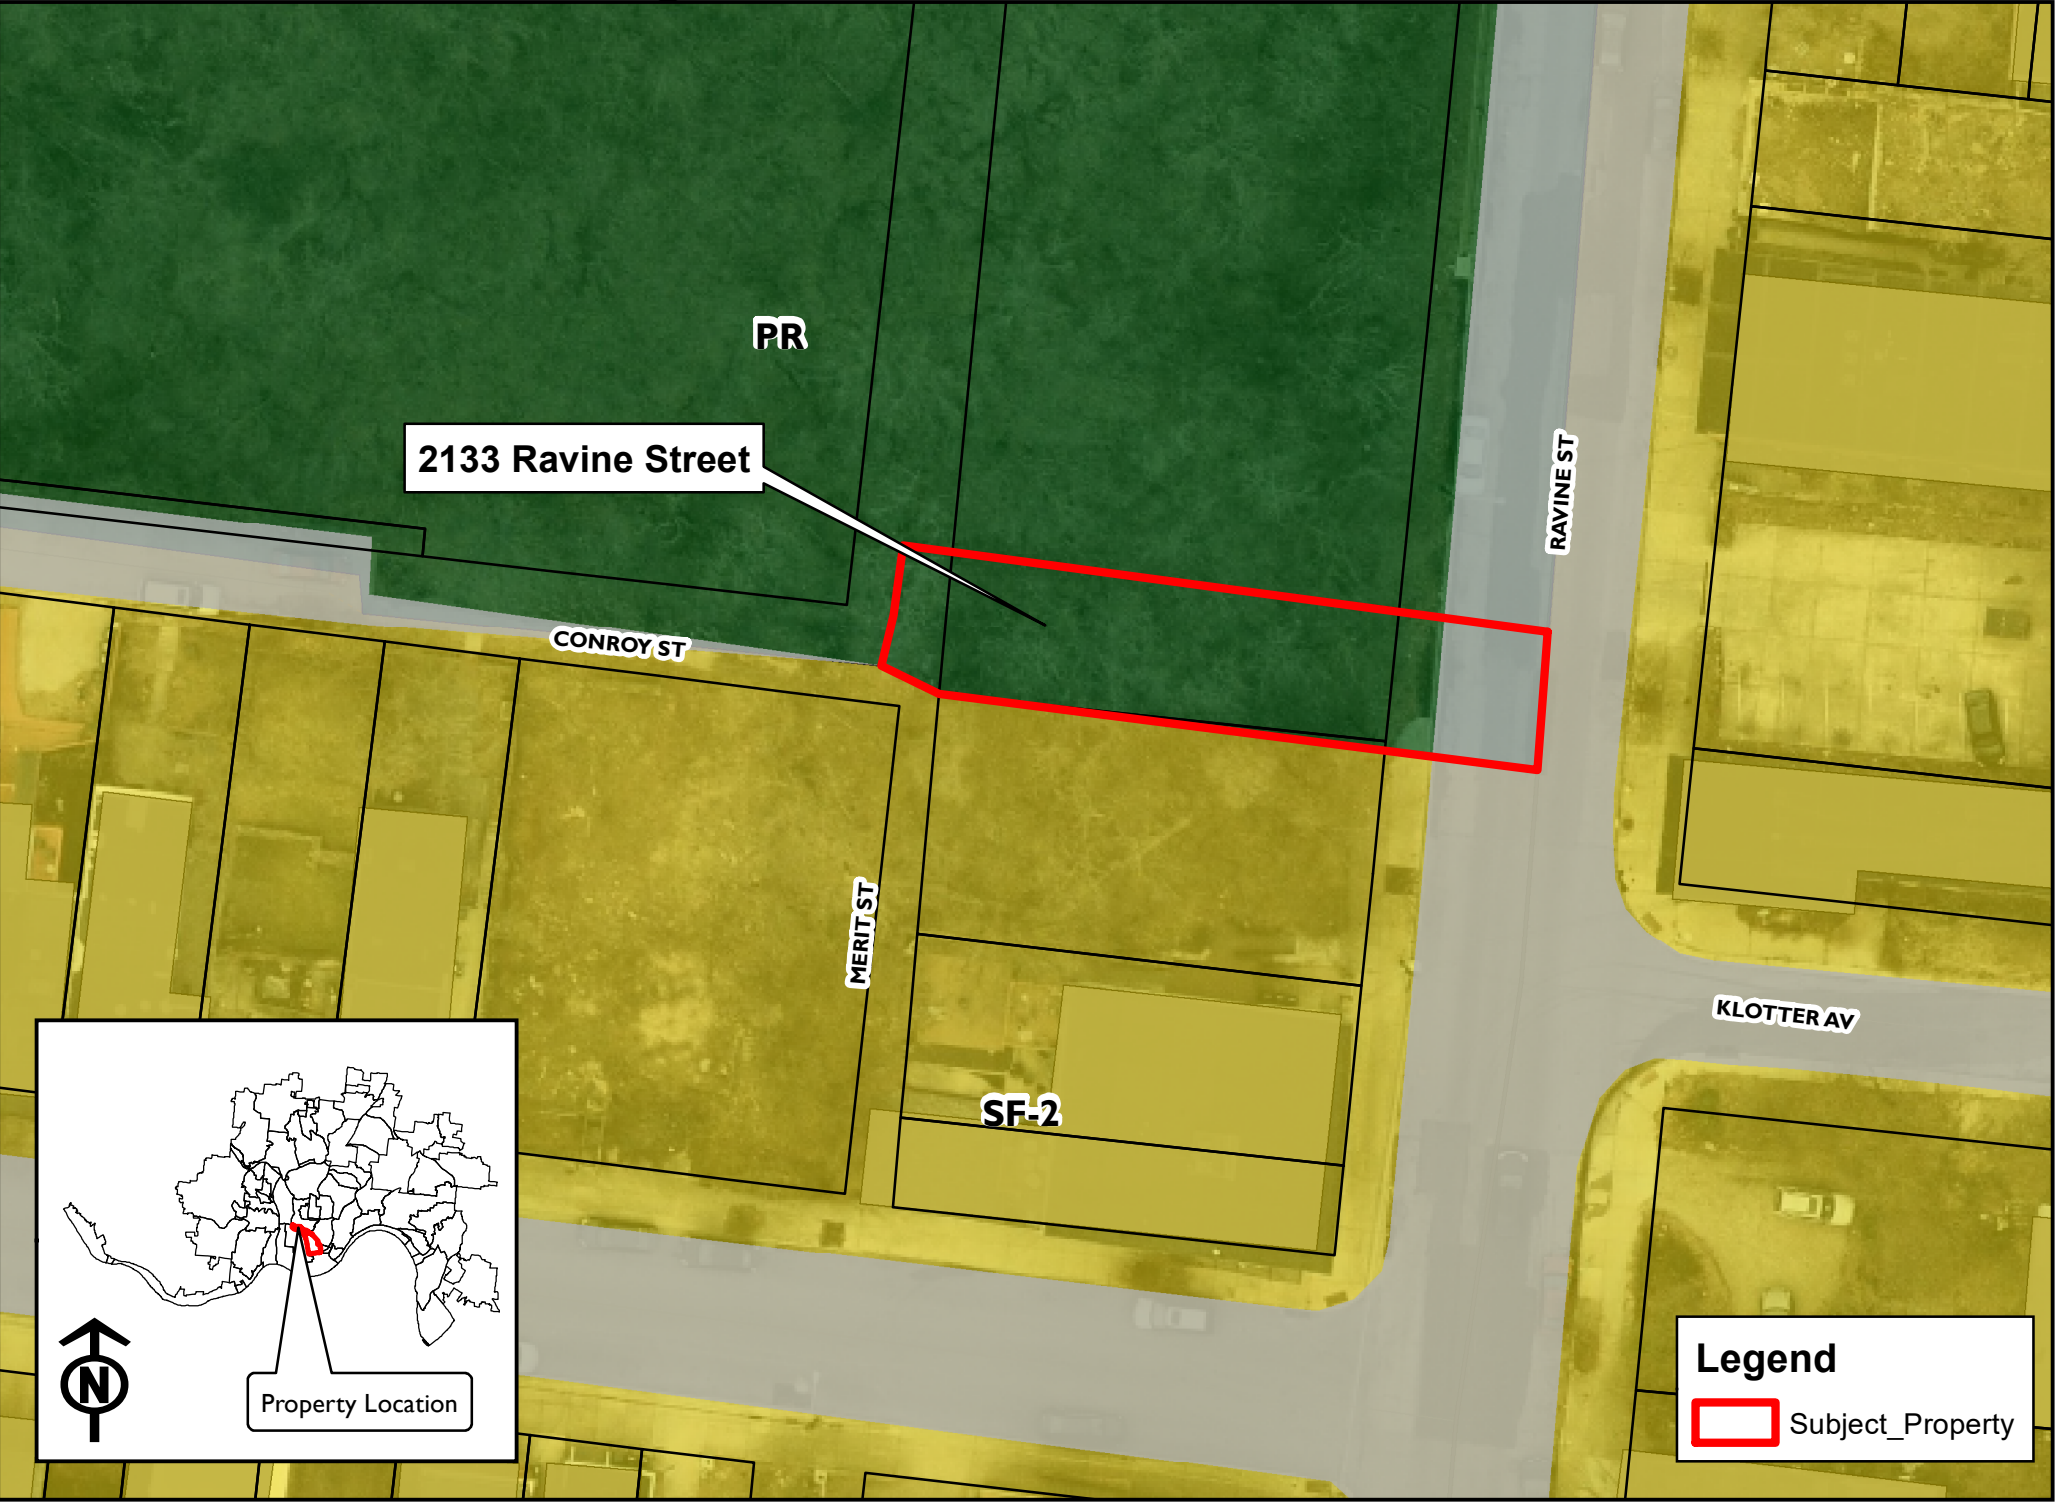 PR
2133 Ravine Street
RAVINE ST
CONROY ST
MERIT ST
KLOTTER AV
SF-2
N
Property Location
Legend
Subject_Property